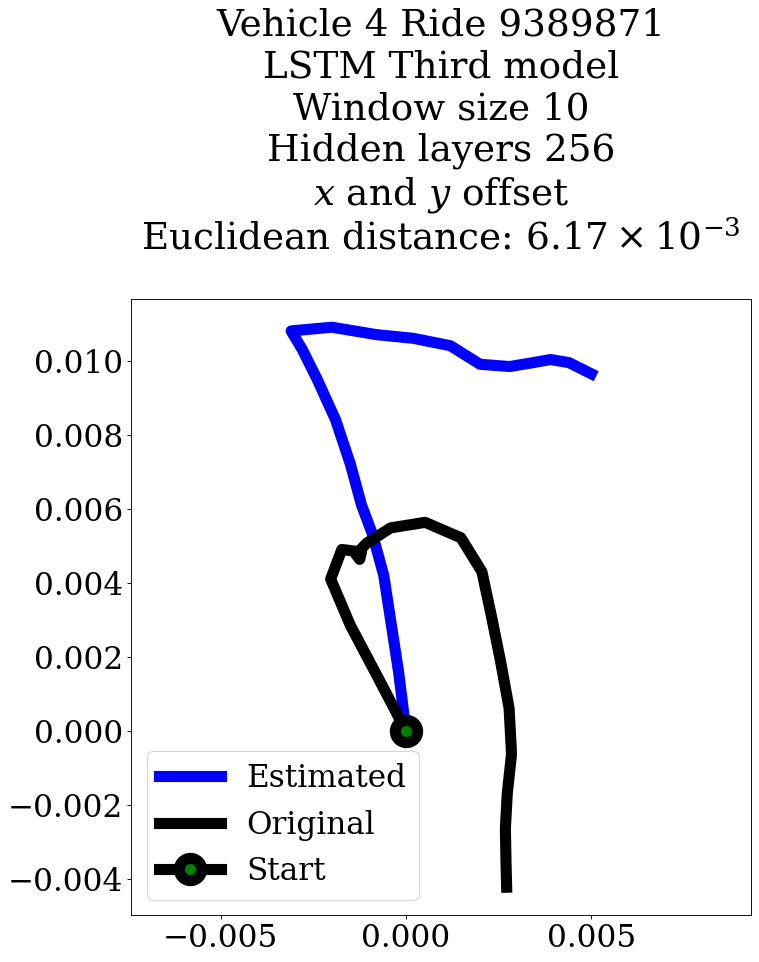 Vehicle 4 Ride 9389871
LSTM Third model
Window size 10
Hidden layers 256
x and y offset
Euclidean distance: 6.17 × 10⁻³
0.010
0.008
0.006
0.004
0.002
0.000
−0.002
−0.004
Estimated
Original
Start
−0.005 0.000 0.005